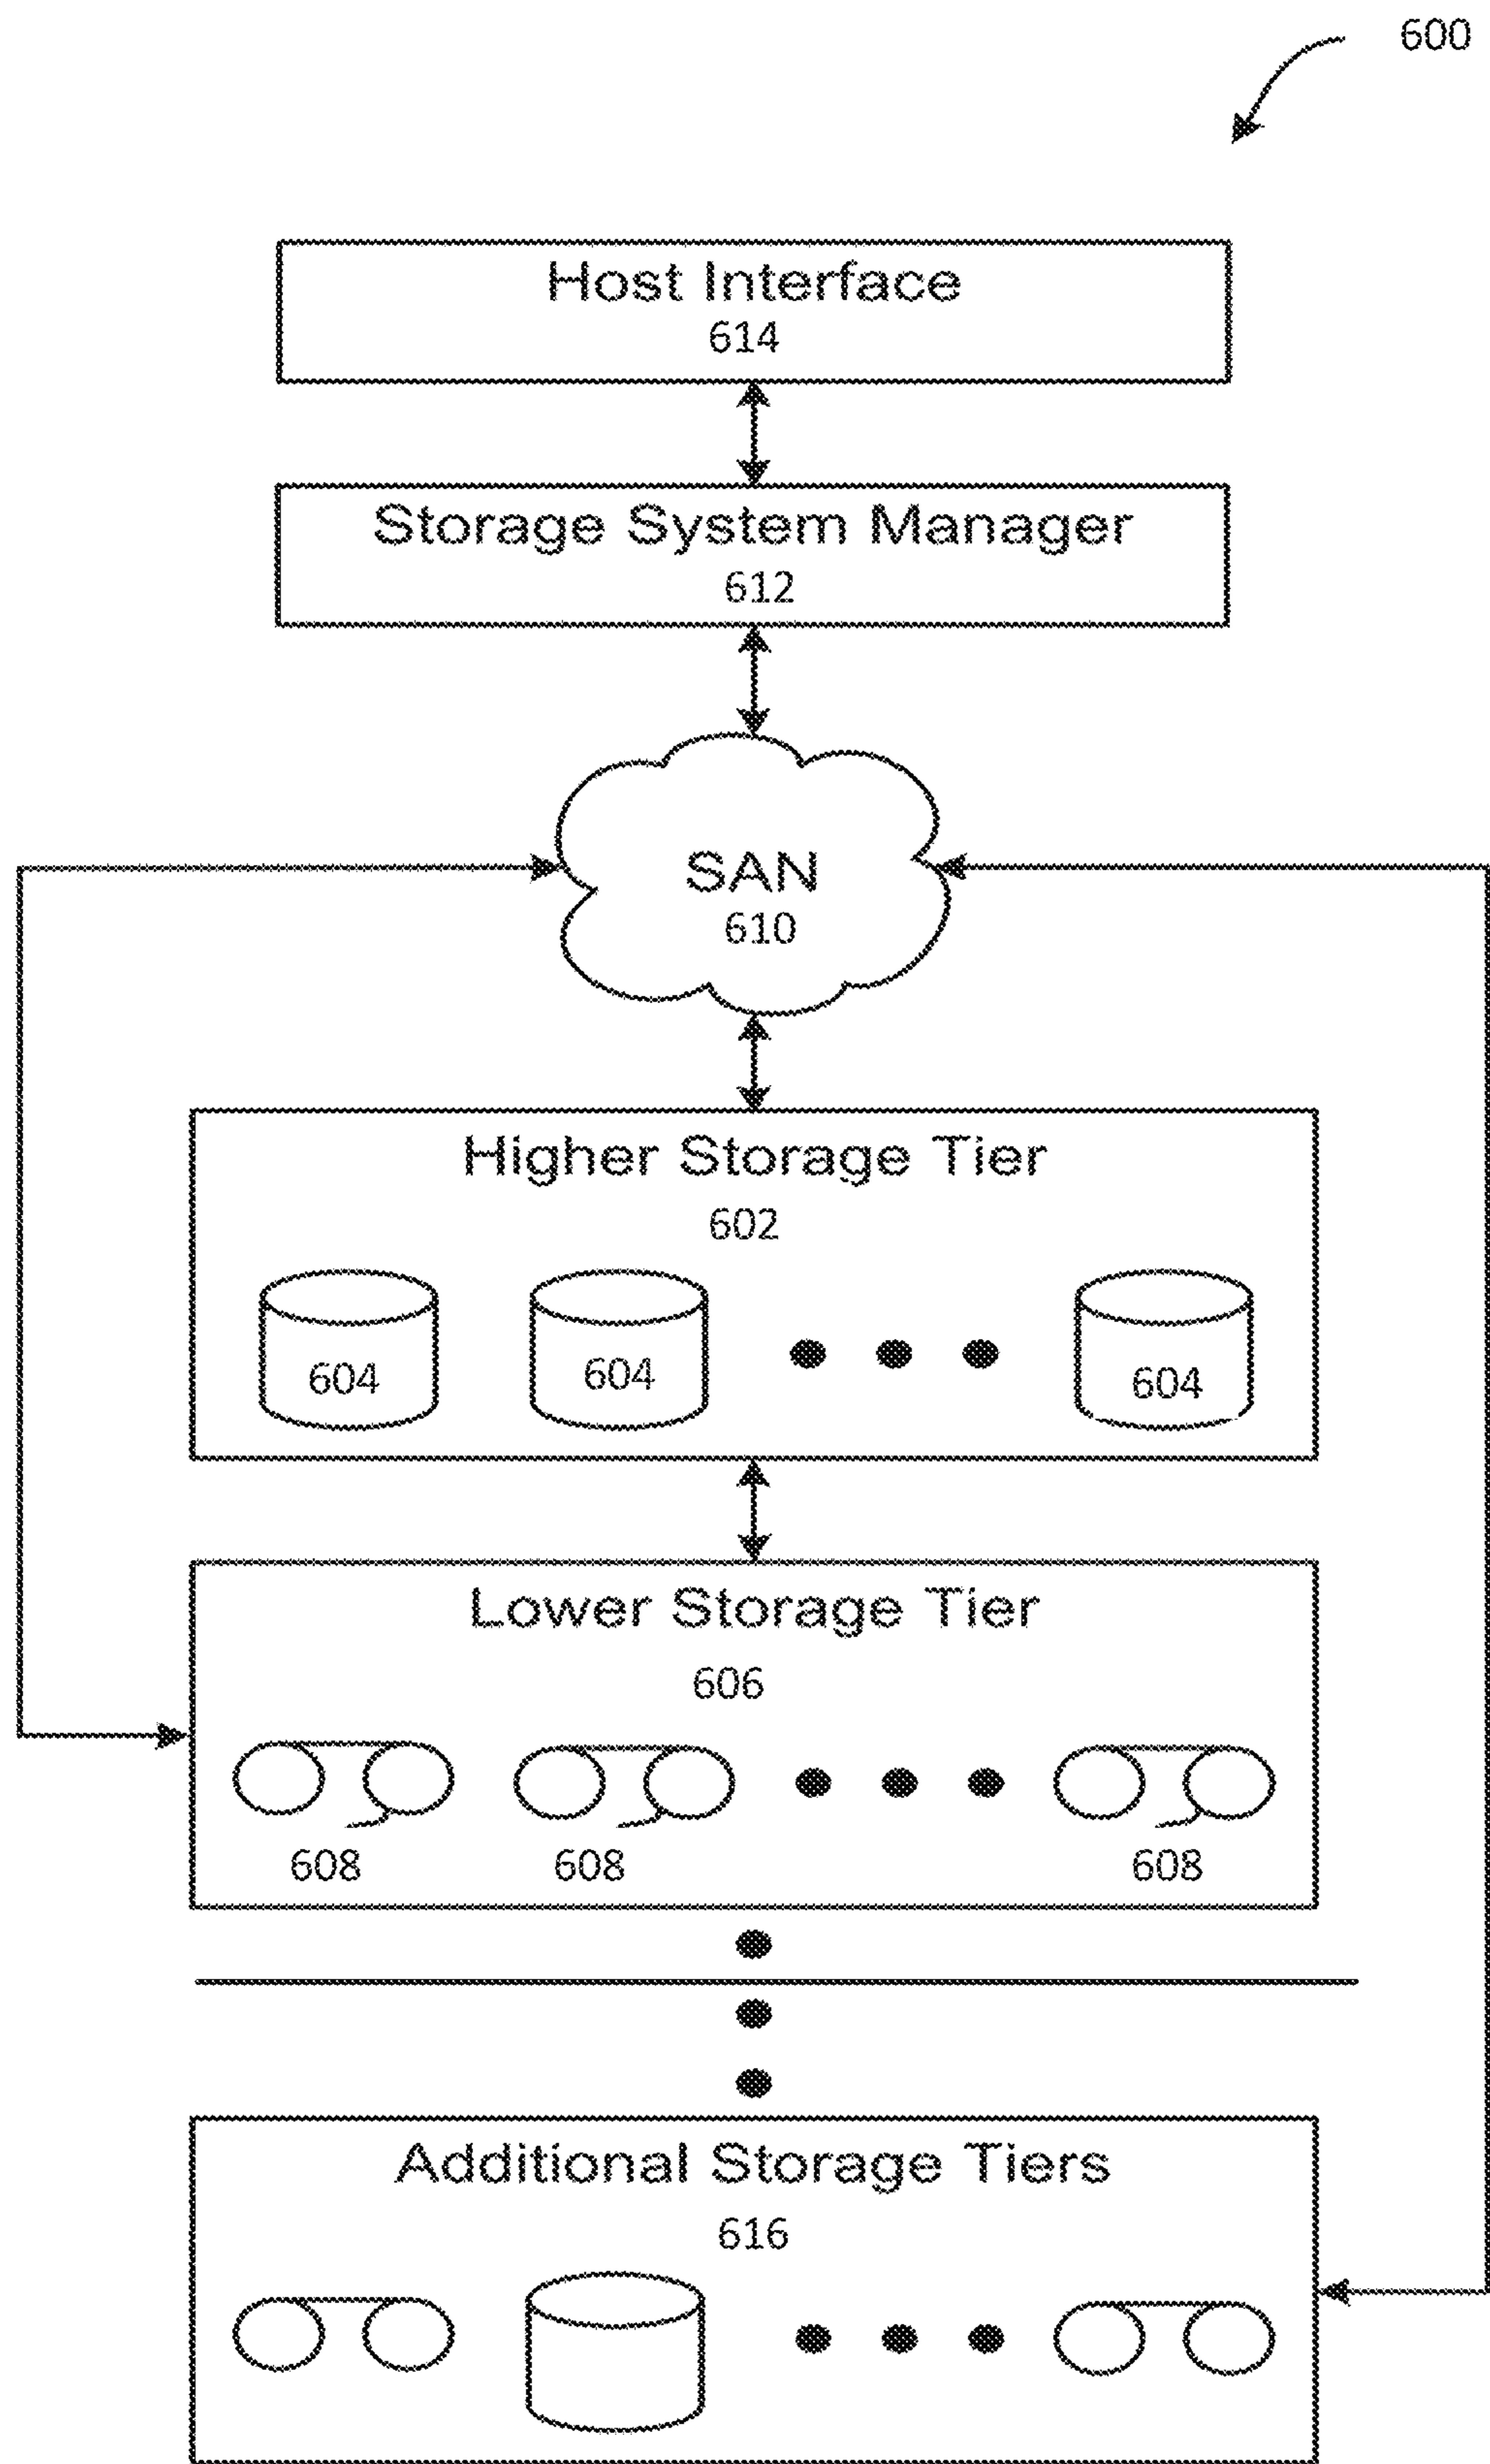 600
Host Interface
614
Storage System Manager
612
SAN
610
Higher Storage Tier
602
604 604 604
Lower Storage Tier
606
608 608 608
Additional Storage Tiers
616